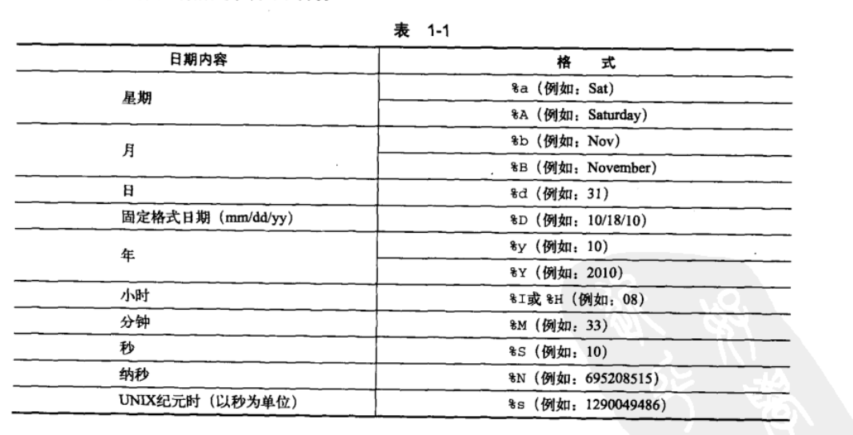 表 1-1
日期内容 格 式
星期 %a（例如：Sat）
%A（例如：Saturday）
月 %b（例如：Nov）
%B（例如：November）
日 %d（例如：31）
固定格式日期（mm/dd/yy） %D（例如：10/18/10）
年 %y（例如：10）
%Y（例如：2010）
小时 %I或%H（例如：08）
分钟 %M（例如：33）
秒 %S（例如：10）
纳秒 %N（例如：695208515）
UNIX纪元时（以秒为单位） %s（例如：1290049486）